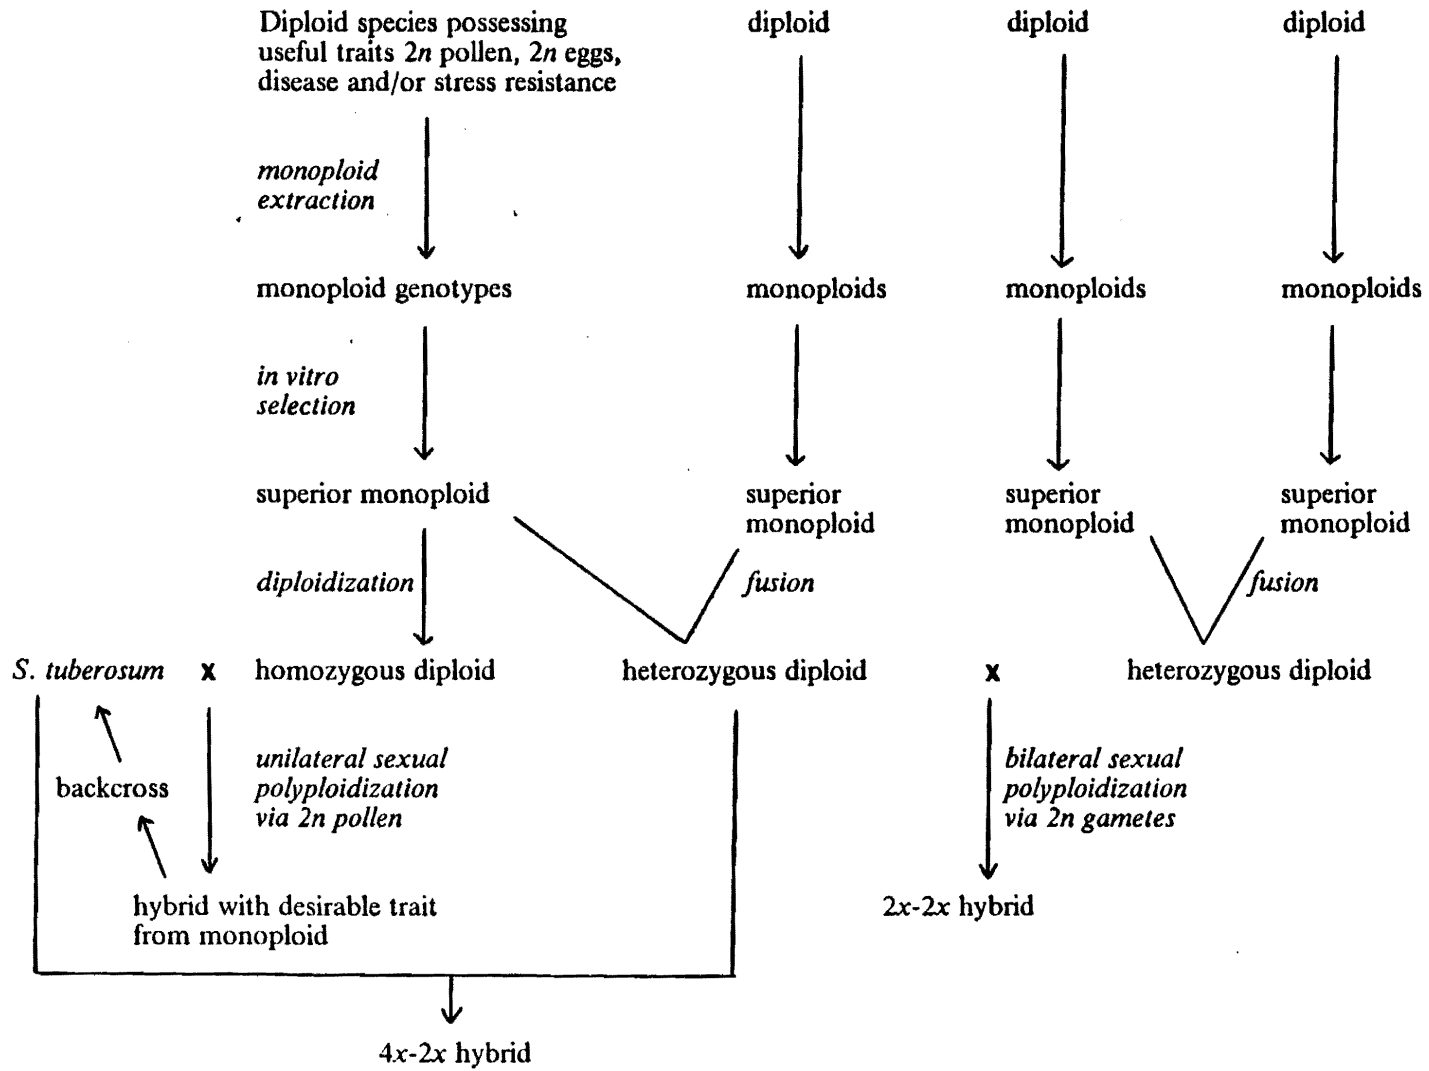 Diploid species possessing
useful traits 2n pollen, 2n eggs,
disease and/or stress resistance
diploid
diploid
diploid
monoploid
extraction
monoploid genotypes
monoploids
monoploids
monoploids
in vitro
selection
superior monoploid
superior
monoploid
superior
monoploid
superior
monoploid
diploidization
fusion
fusion
S. tuberosum
x
homozygous diploid
heterozygous diploid
x
heterozygous diploid
backcross
unilateral sexual
polyploidization
via 2n pollen
bilateral sexual
polyploidization
via 2n gametes
hybrid with desirable trait
from monoploid
2x-2x hybrid
4x-2x hybrid